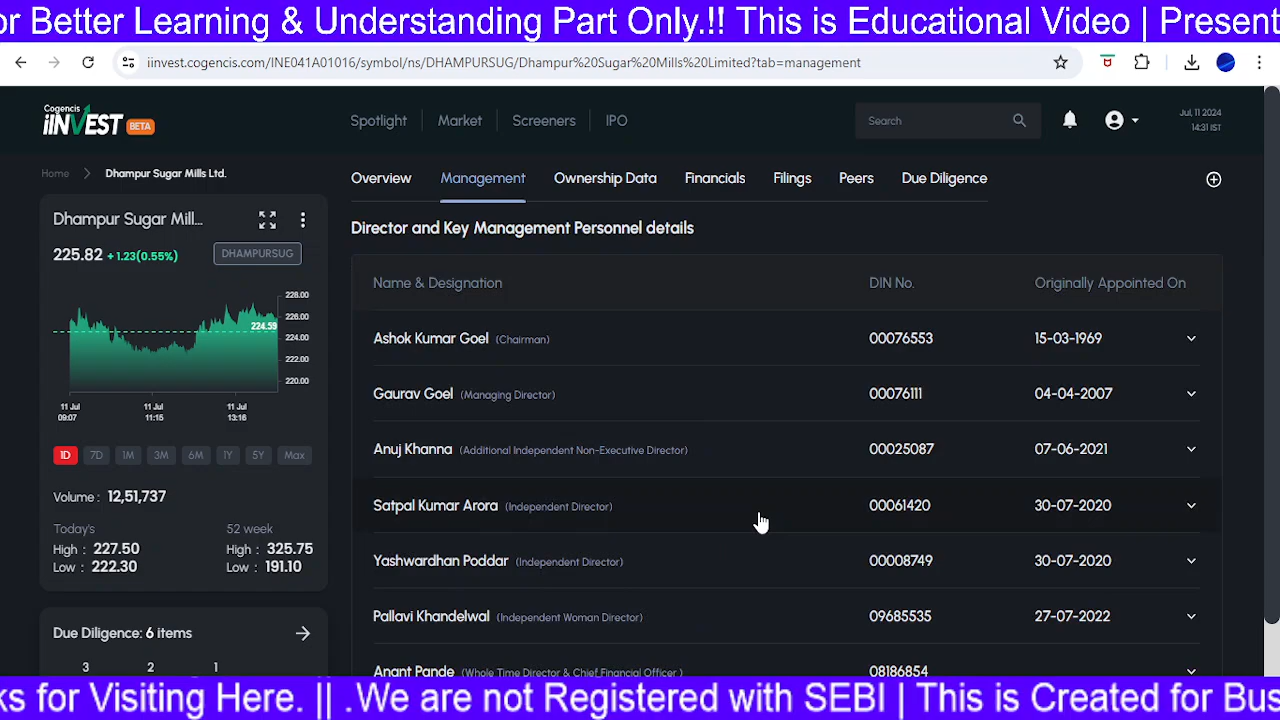 or Better Learning & Understanding Part Only.!! This is Educational Video | Present
iinvest.cogencis.com/INE041A01016/symbol/ns/DHAMPURSUG/Dhampur%20Sugar%20Mills%20Limited?tab=management
Cogencis
iINVEST BETA
Spotlight Market Screeners IPO
Search
Jul, 11 2024
14:31 IST
Home Dhampur Sugar Mills Ltd.
Overview Management Ownership Data Financials Filings Peers Due Diligence
Dhampur Sugar Mill...
225.82 +1.23(0.55%) DHAMPURSUG
228.00
226.00
224.59
224.00
222.00
220.00
11 Jul 11 Jul 11 Jul
09:07 11:15 13:16
1D 7D 1M 3M 6M 1Y 5Y Max
Volume : 12,51,737
Today's 52 week
High : 227.50 High : 325.75
Low : 222.30 Low : 191.10
Due Diligence: 6 items
3 2 1
Director and Key Management Personnel details
Name & Designation DIN No. Originally Appointed On
Ashok Kumar Goel (Chairman) 00076553 15-03-1969
Gaurav Goel (Managing Director) 00076111 04-04-2007
Anuj Khanna (Additional Independent Non-Executive Director) 00025087 07-06-2021
Satpal Kumar Arora (Independent Director) 00061420 30-07-2020
Yashwardhan Poddar (Independent Director) 00008749 30-07-2020
Pallavi Khandelwal (Independent Woman Director) 09685535 27-07-2022
Anant Pande (Whole Time Director & Chief Financial Officer ) 08186854
ks for Visiting Here. || .We are not Registered with SEBI | This is Created for Bus